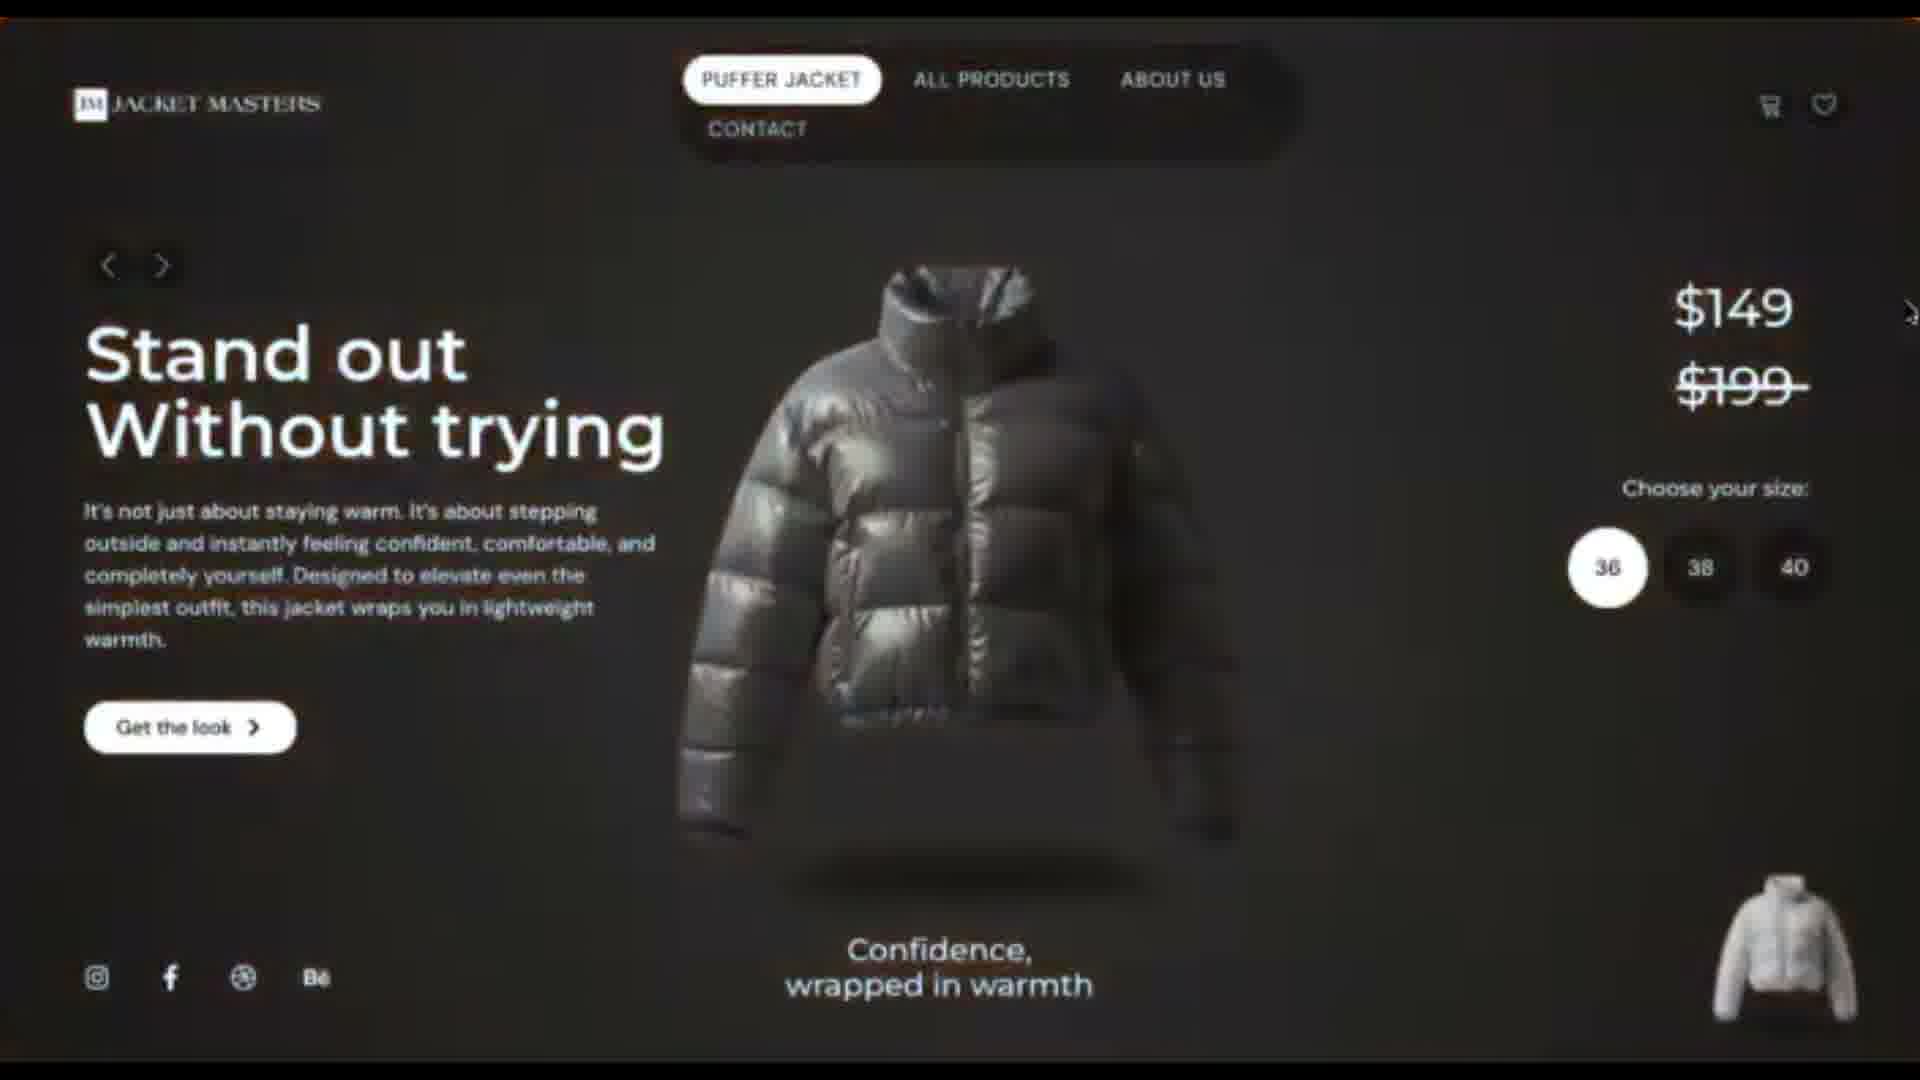 JM JACKET MASTERS
PUFFER JACKET ALL PRODUCTS ABOUT US
CONTACT
Stand out
Without trying
It's not just about staying warm. It's about stepping
outside and instantly feeling confident, comfortable, and
completely yourself. Designed to elevate even the
simplest outfit, this jacket wraps you in lightweight
warmth.
Get the look
$149
$199
Choose your size:
36 38 40
Confidence,
wrapped in warmth
Bē